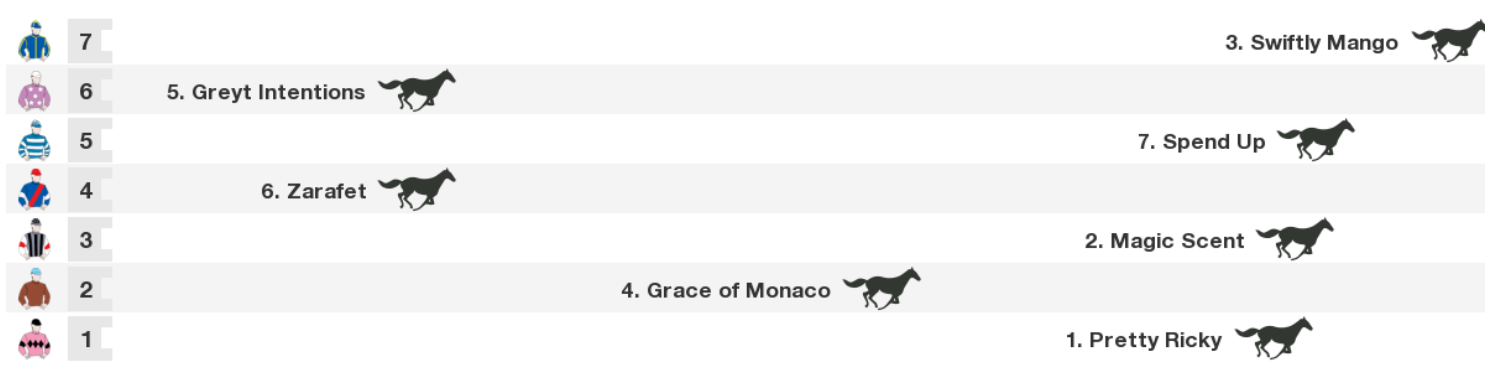 7 3. Swiftly Mango
6 5. Greyt Intentions
5 7. Spend Up
4 6. Zarafet
3 2. Magic Scent
2 4. Grace of Monaco
1 1. Pretty Ricky